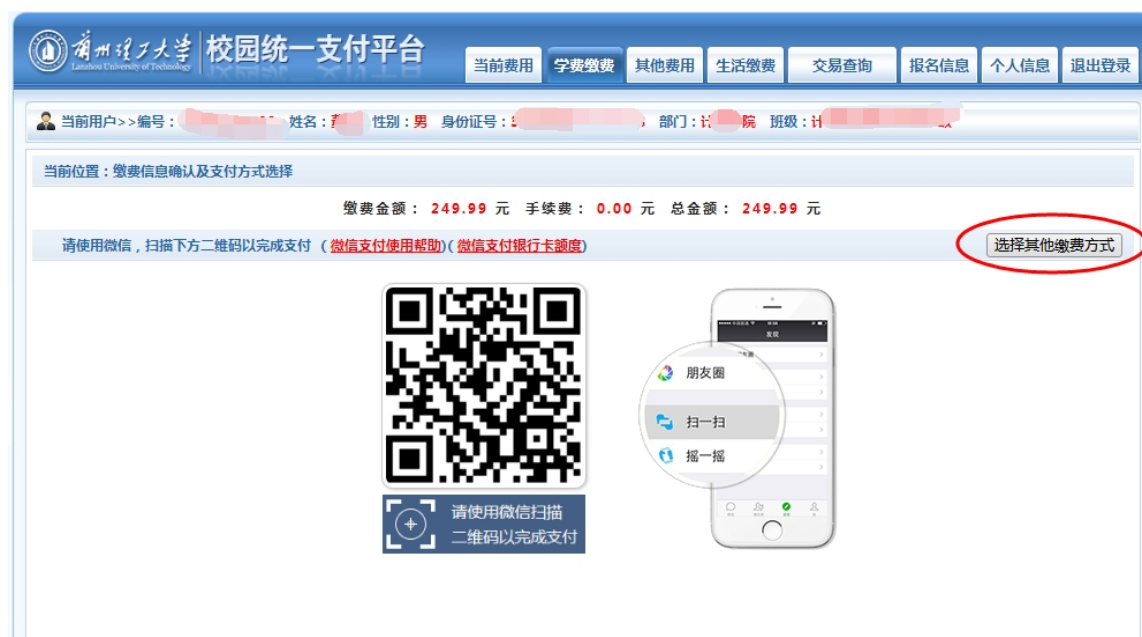 兰州理工大学 校园统一支付平台
Lanzhou University of Technology
当前费用 学费缴费 其他费用 生活缴费 交易查询 报名信息 个人信息 退出登录
当前用户>>编号： 姓名： 性别：男 身份证号： 部门：计 院 班级：计
当前位置：缴费信息确认及支付方式选择
缴费金额： 249.99 元 手续费： 0.00 元 总金额： 249.99 元
请使用微信，扫描下方二维码以完成支付 （微信支付使用帮助)( 微信支付银行卡额度)
选择其他缴费方式
发现
朋友圈
扫一扫
摇一摇
请使用微信扫描
二维码以完成支付